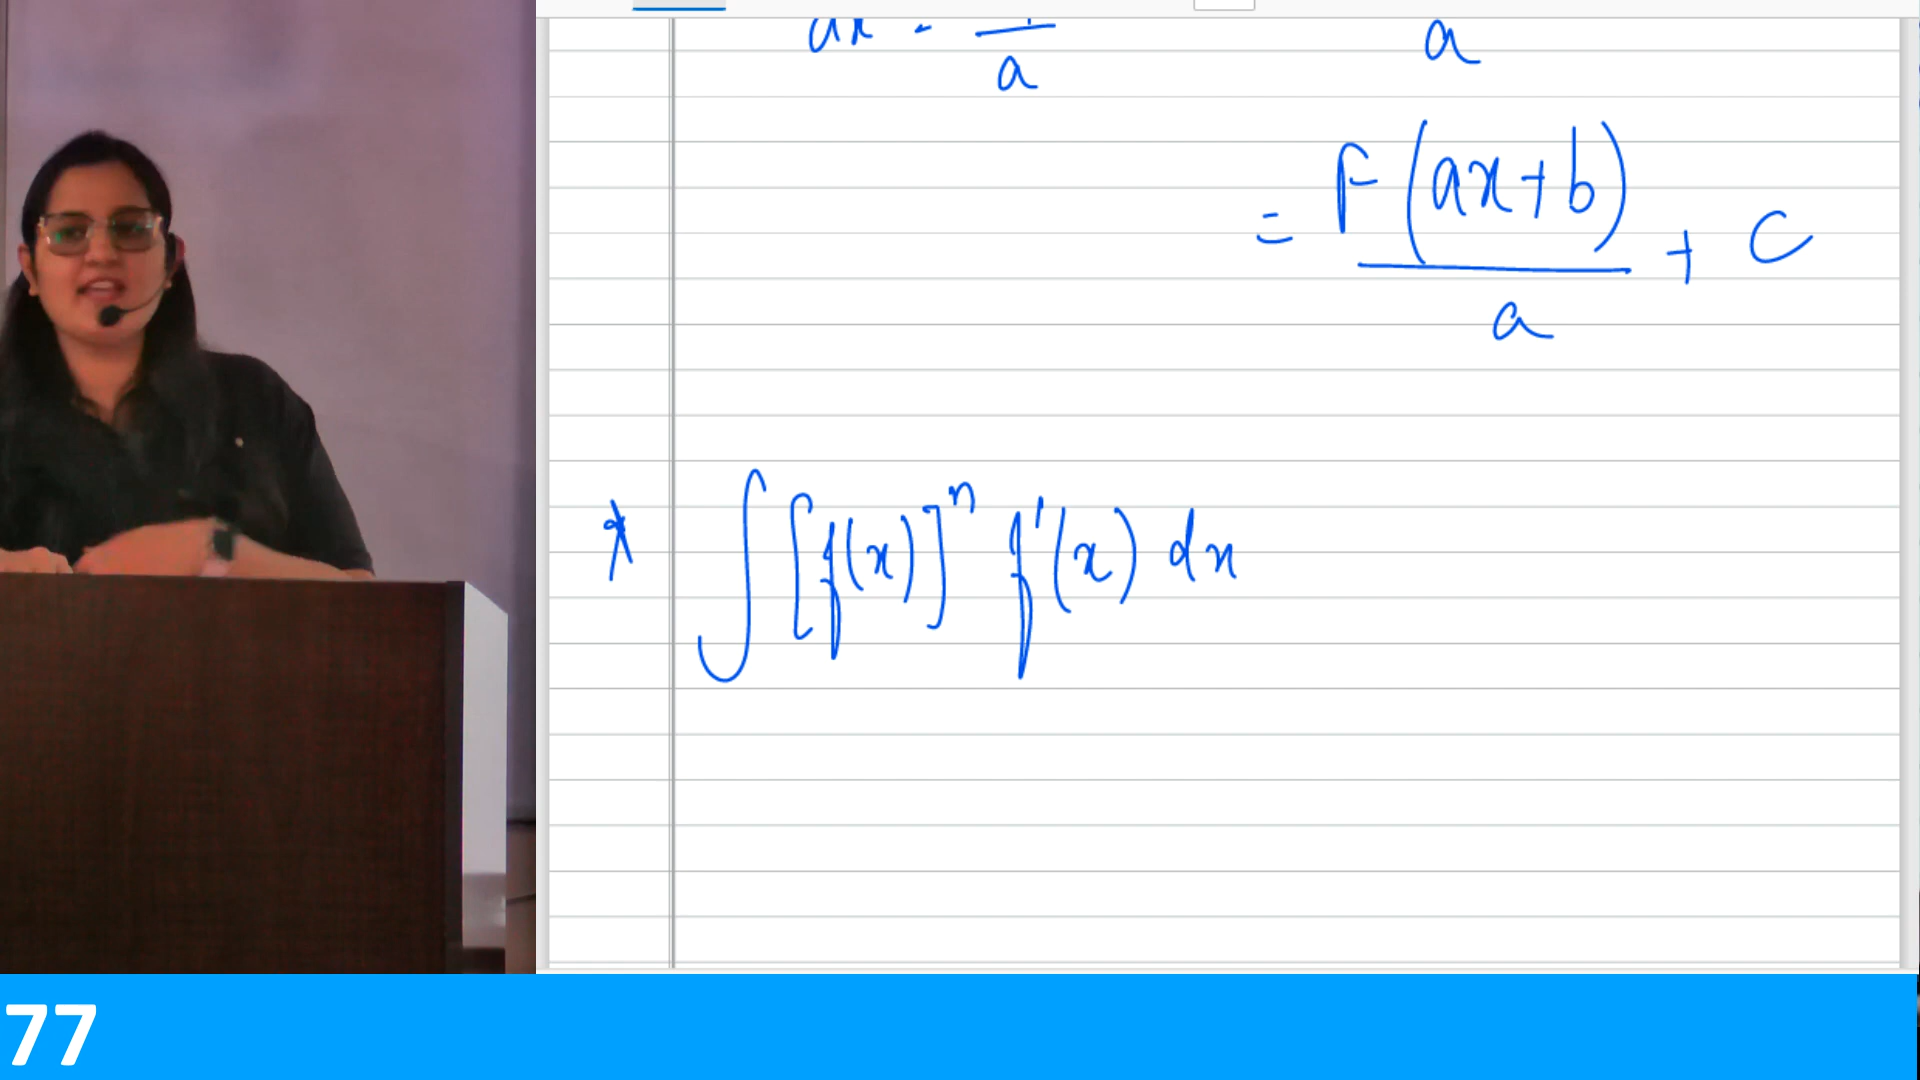 a
a
= F(ax+b)/a + c
* ∫ [f(x)]ⁿ f'(x) dx
77